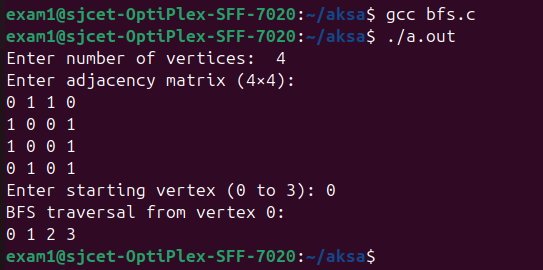 exam1@sjcet-OptiPlex-SFF-7020:~/aksa$ gcc bfs.c
exam1@sjcet-OptiPlex-SFF-7020:~/aksa$ ./a.out
Enter number of vertices:  4
Enter adjacency matrix (4×4):
0 1 1 0
1 0 0 1
1 0 0 1
0 1 0 1
Enter starting vertex (0 to 3): 0
BFS traversal from vertex 0:
0 1 2 3
exam1@sjcet-OptiPlex-SFF-7020:~/aksa$